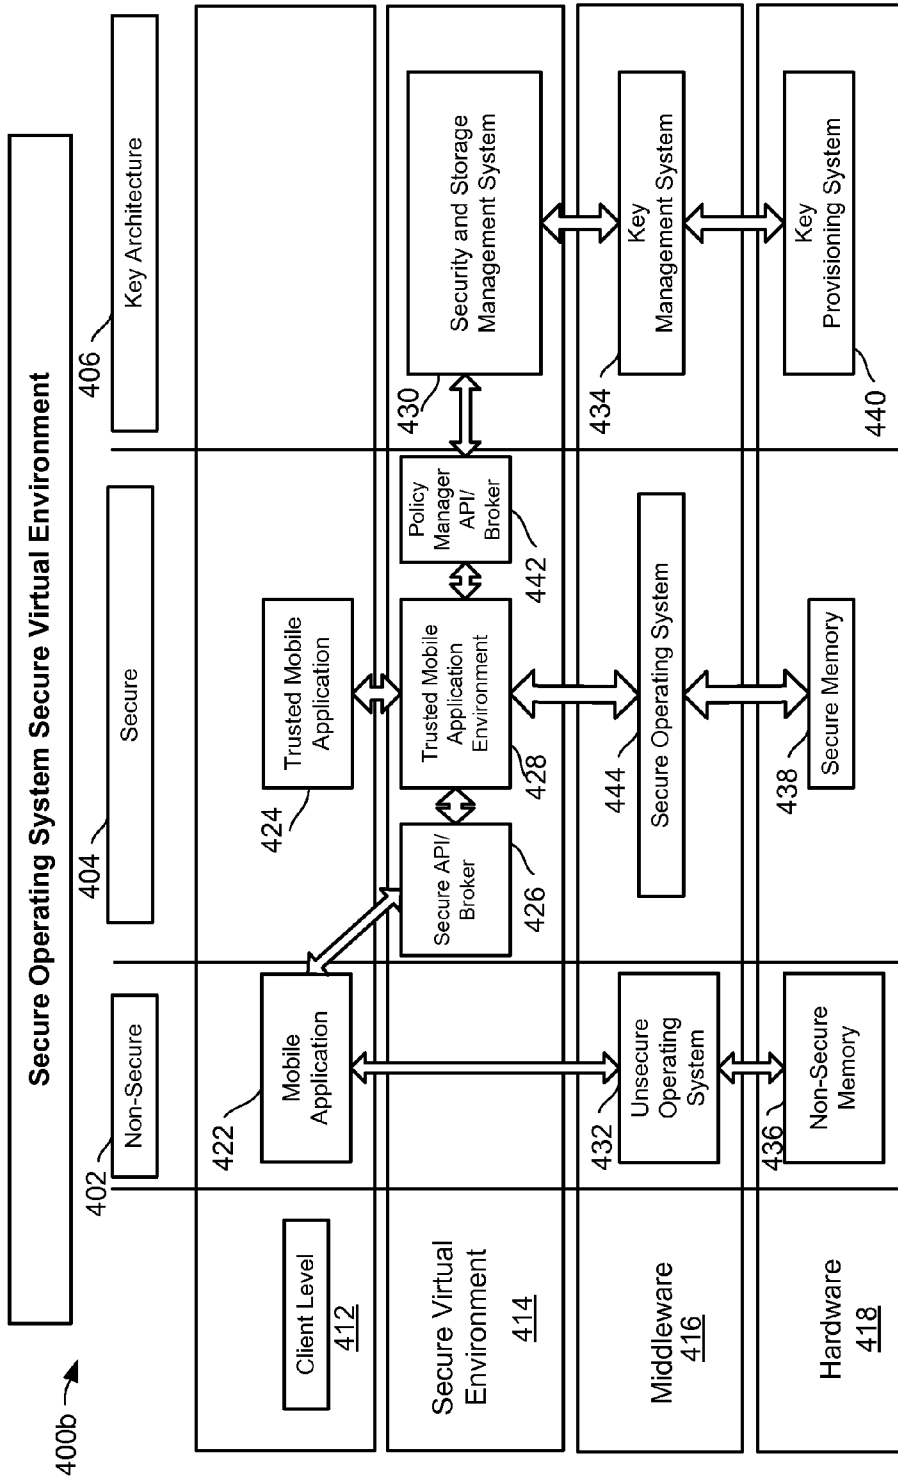 400b
Secure Operating System Secure Virtual Environment
402
Non-Secure
404
Secure
406
Key Architecture
Client Level
412
422
Mobile
Application
424
Trusted Mobile
Application
Secure Virtual
Environment
414
Secure API/
Broker
426
Trusted Mobile
Application
Environment
428
Policy
Manager
API/
Broker
442
430
Security and Storage
Management System
Middleware
416
432
Unsecure
Operating
System
444
Secure Operating System
434
Key
Management System
Hardware
418
436
Non-Secure
Memory
438
Secure Memory
Key
Provisioning System
440